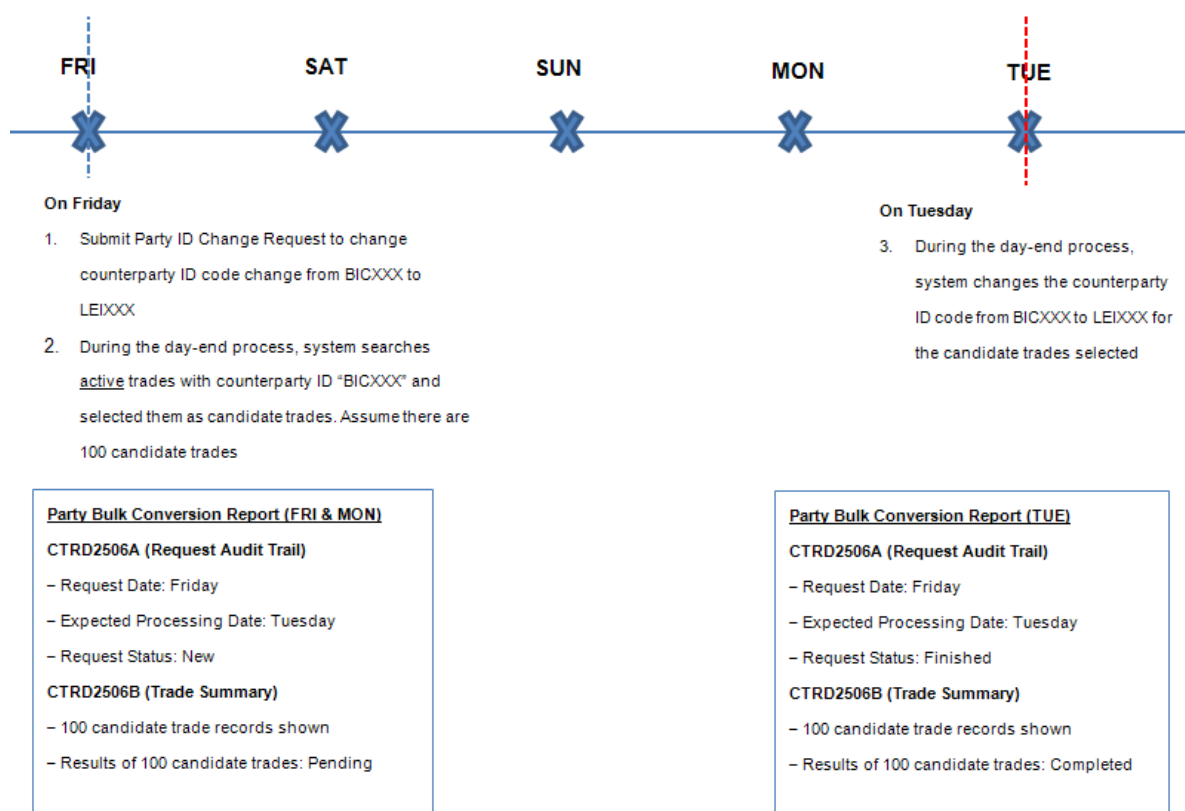 FRI
SAT
SUN
MON
TUE
On Friday
1. Submit Party ID Change Request to change
counterparty ID code change from BICXXX to
LEIXXX
2. During the day-end process, system searches
active trades with counterparty ID “BICXXX” and
selected them as candidate trades. Assume there are
100 candidate trades
On Tuesday
3. During the day-end process,
system changes the counterparty
ID code from BICXXX to LEIXXX for
the candidate trades selected
Party Bulk Conversion Report (FRI & MON)
CTRD2506A (Request Audit Trail)
– Request Date: Friday
– Expected Processing Date: Tuesday
– Request Status: New
CTRD2506B (Trade Summary)
– 100 candidate trade records shown
– Results of 100 candidate trades: Pending
Party Bulk Conversion Report (TUE)
CTRD2506A (Request Audit Trail)
– Request Date: Friday
– Expected Processing Date: Tuesday
– Request Status: Finished
CTRD2506B (Trade Summary)
– 100 candidate trade records shown
– Results of 100 candidate trades: Completed